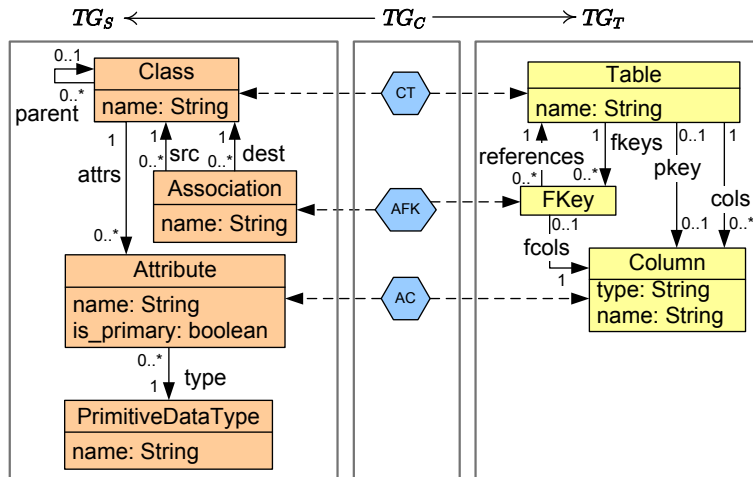 TG_S TG_C TG_T
0..1
Class
name: String
0..*
parent
CT
Table
name: String
1
attrs
0..*
1
src
0..*
1
dest
0..*
Association
name: String
AFK
1
references
0..*
1
fkeys
0..*
0..1
pkey
0..1
1
cols
0..*
FKey
0..1
fcols
1
Attribute
name: String
is_primary: boolean
AC
Column
type: String
name: String
0..*
type
1
PrimitiveDataType
name: String